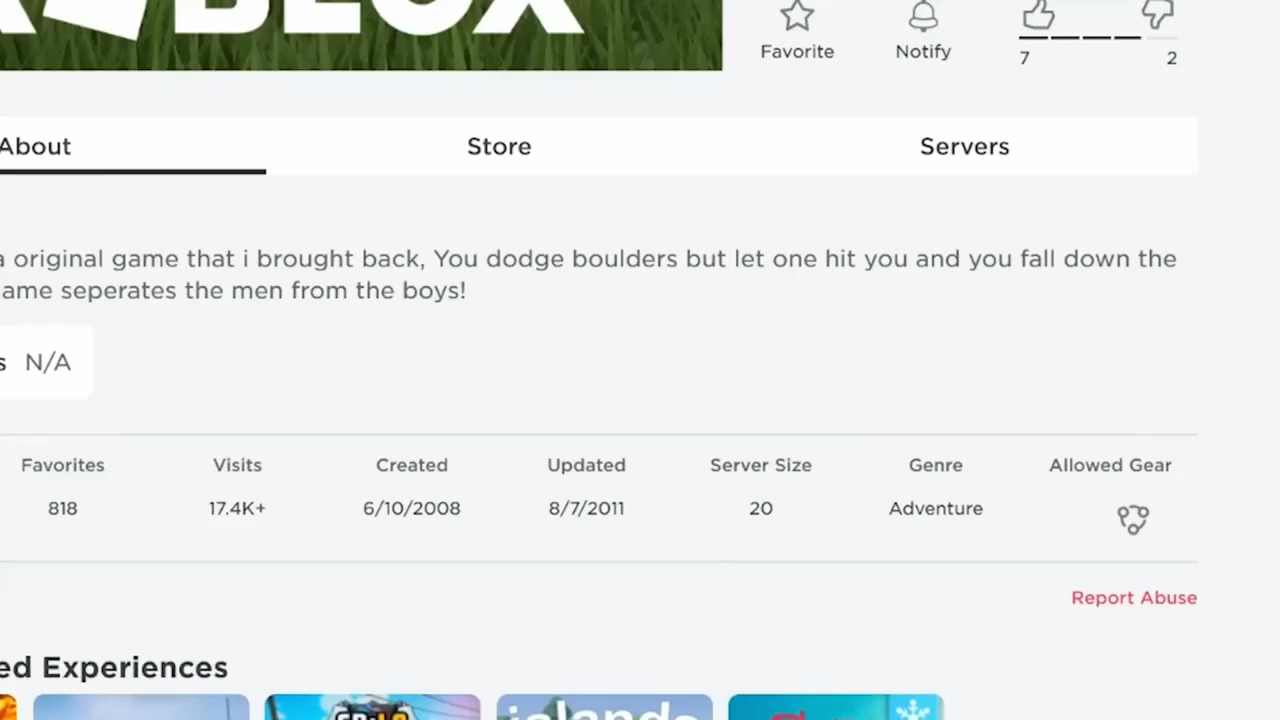 BLOX
Favorite
Notify
7
2
About
Store
Servers
a original game that i brought back, You dodge boulders but let one hit you and you fall down the
ame seperates the men from the boys!
s N/A
Favorites Visits Created Updated Server Size Genre Allowed Gear
818 17.4K+ 6/10/2008 8/7/2011 20 Adventure
Report Abuse
ed Experiences
islands